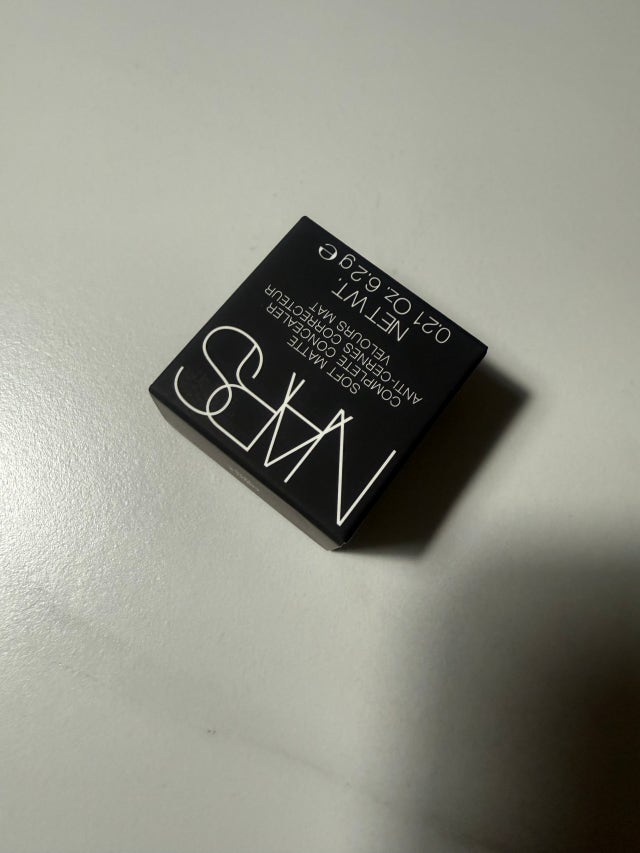 NARS
SOFT MATTE
COMPLETE CONCEALER
ANTI-CERNES CORRECTEUR
VELOURS MAT
NET WT.
0.21 Oz. 6.2 g e